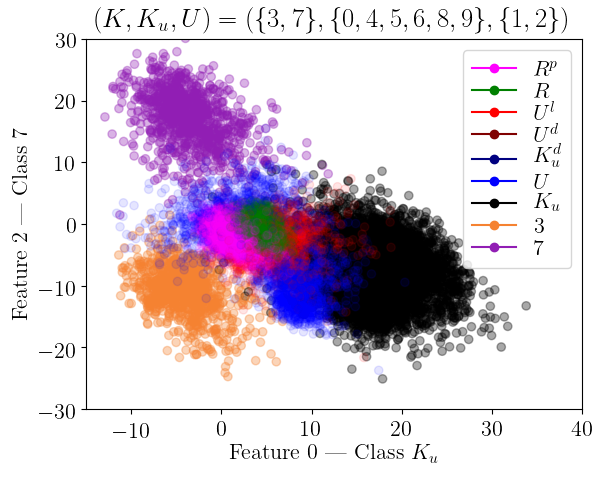 (K, K_u, U) = ({3, 7}, {0, 4, 5, 6, 8, 9}, {1, 2})
30
20
10
0
−10
−20
−30
Feature 2 — Class 7
R^p
R
U^l
U^d
K_u^d
U
K_u
3
7
−10
0
10
20
30
40
Feature 0 — Class K_u